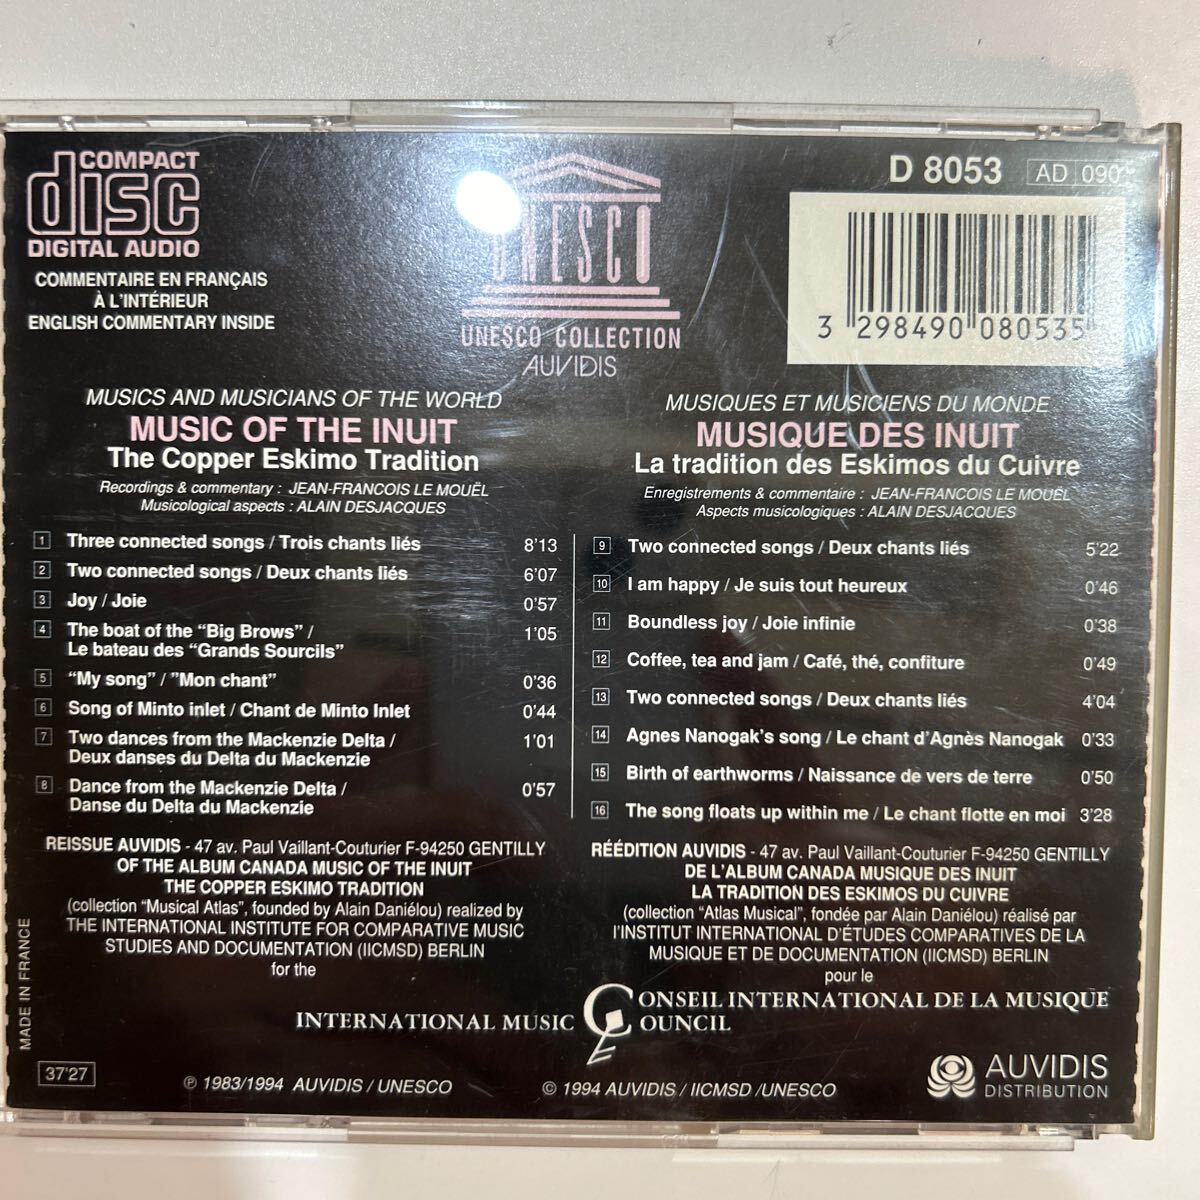 COMPACT
disc
DIGITAL AUDIO
COMMENTAIRE EN FRANÇAIS
À L'INTÉRIEUR
ENGLISH COMMENTARY INSIDE
UNESCO
UNESCO COLLECTION
AUVIDIS
D 8053 AD 090
3 298490 080535
MUSICS AND MUSICIANS OF THE WORLD
MUSIC OF THE INUIT
The Copper Eskimo Tradition
Recordings & commentary : JEAN-FRANCOIS LE MOUËL
Musicological aspects : ALAIN DESJACQUES
1 Three connected songs / Trois chants liés 8'13
2 Two connected songs / Deux chants liés 6'07
3 Joy / Joie 0'57
4 The boat of the “Big Brows” / 1'05
Le bateau des “Grands Sourcils”
5 “My song” / ”Mon chant” 0'36
6 Song of Minto inlet / Chant de Minto Inlet 0'44
7 Two dances from the Mackenzie Delta / 1'01
Deux danses du Delta du Mackenzie
8 Dance from the Mackenzie Delta / 0'57
Danse du Delta du Mackenzie
REISSUE AUVIDIS - 47 av. Paul Vaillant-Couturier F-94250 GENTILLY
OF THE ALBUM CANADA MUSIC OF THE INUIT
THE COPPER ESKIMO TRADITION
(collection “Musical Atlas”, founded by Alain Daniélou) realized by
THE INTERNATIONAL INSTITUTE FOR COMPARATIVE MUSIC
STUDIES AND DOCUMENTATION (IICMSD) BERLIN
for the
MUSIQUES ET MUSICIENS DU MONDE
MUSIQUE DES INUIT
La tradition des Eskimos du Cuivre
Enregistrements & commentaire : JEAN-FRANCOIS LE MOUËL
Aspects musicologiques : ALAIN DESJACQUES
9 Two connected songs / Deux chants liés 5'22
10 I am happy / Je suis tout heureux 0'46
11 Boundless joy / Joie infinie 0'38
12 Coffee, tea and jam / Café, thé, confiture 0'49
13 Two connected songs / Deux chants liés 4'04
14 Agnes Nanogak's song / Le chant d'Agnès Nanogak 0'33
15 Birth of earthworms / Naissance de vers de terre 0'50
16 The song floats up within me / Le chant flotte en moi 3'28
RÉÉDITION AUVIDIS - 47 av. Paul Vaillant-Couturier F-94250 GENTILLY
DE L'ALBUM CANADA MUSIQUE DES INUIT
LA TRADITION DES ESKIMOS DU CUIVRE
(collection “Atlas Musical”, fondée par Alain Daniélou) réalisé par
l'INSTITUT INTERNATIONAL D'ÉTUDES COMPARATIVES DE LA
MUSIQUE ET DE DOCUMENTATION (IICMSD) BERLIN
pour le
CONSEIL INTERNATIONAL DE LA MUSIQUE
INTERNATIONAL MUSIC COUNCIL
MADE IN FRANCE
37'27
℗ 1983/1994 AUVIDIS / UNESCO
© 1994 AUVIDIS / IICMSD /UNESCO
AUVIDIS
DISTRIBUTION